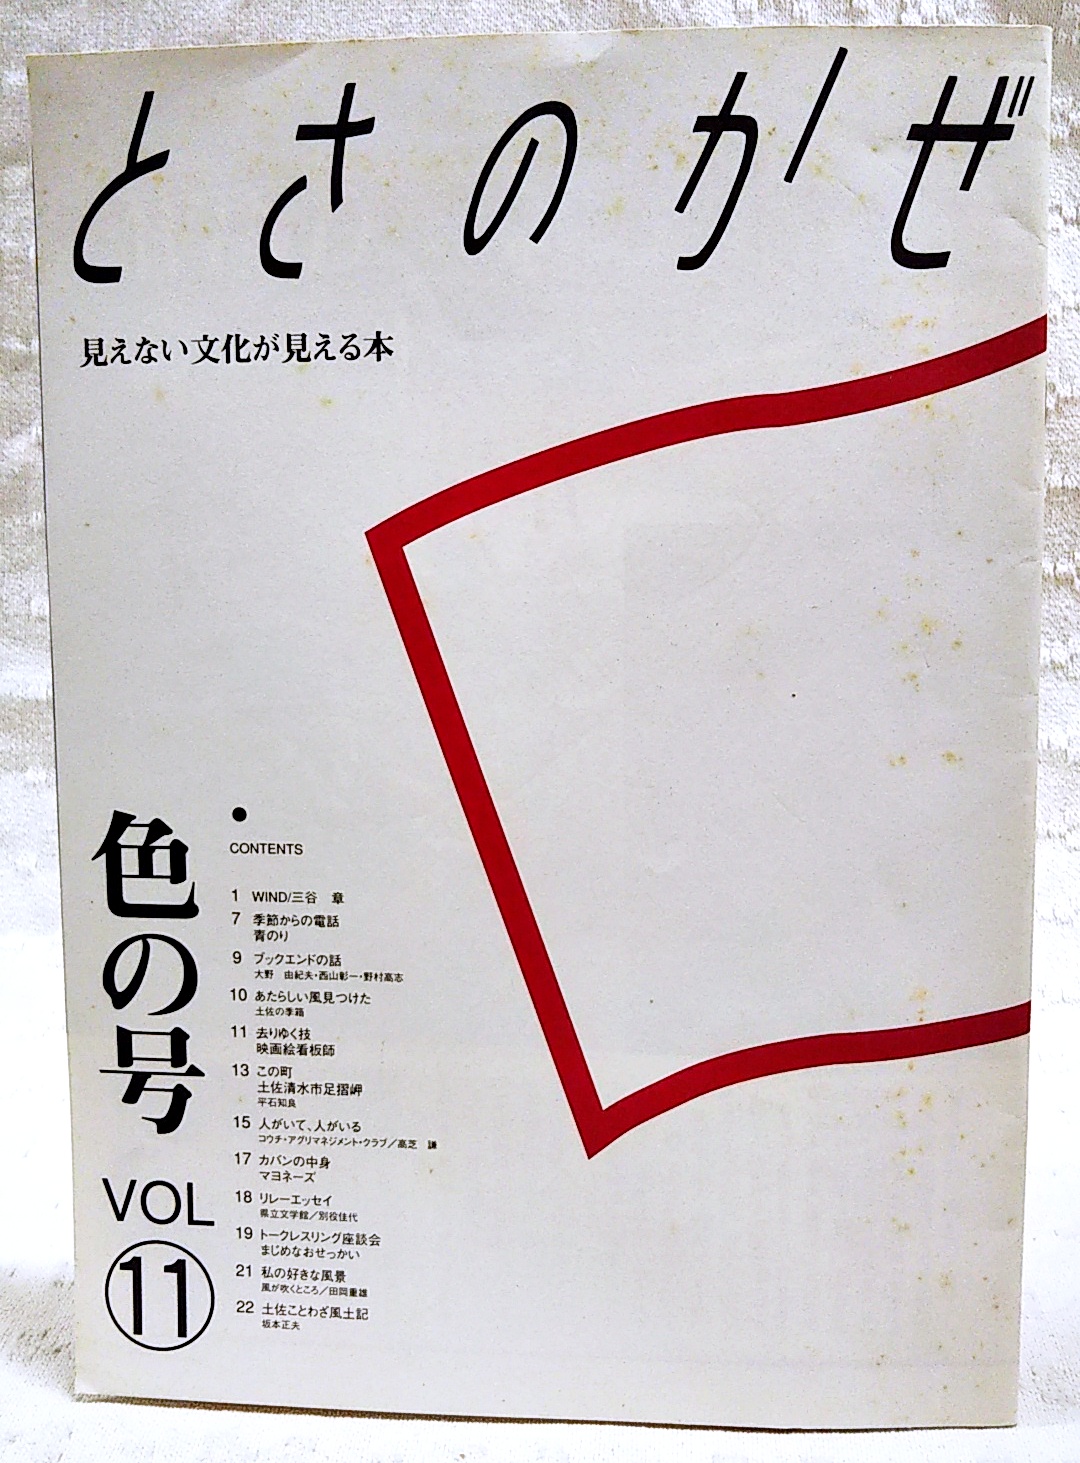 とさのかぜ
見えない文化が見える本
色の号
VOL
11
CONTENTS
1 WIND/三谷 章
7 季節からの電話
青のり
9 ブックエンドの話
大野 由紀夫・西山彰一・野村高志
10 あたらしい風見つけた
土佐の季箱
11 去りゆく技
映画絵看板師
13 この町
土佐清水市足摺岬
平石知良
15 人がいて、人がいる
コウチ・アグリマネジメント・クラブ／高芝 謙
17 カバンの中身
マヨネーズ
18 リレーエッセイ
県立文学館／別役佳代
19 トークレスリング座談会
まじめなおせっかい
21 私の好きな風景
風が吹くところ／田岡重雄
22 土佐ことわざ風土記
坂本正夫